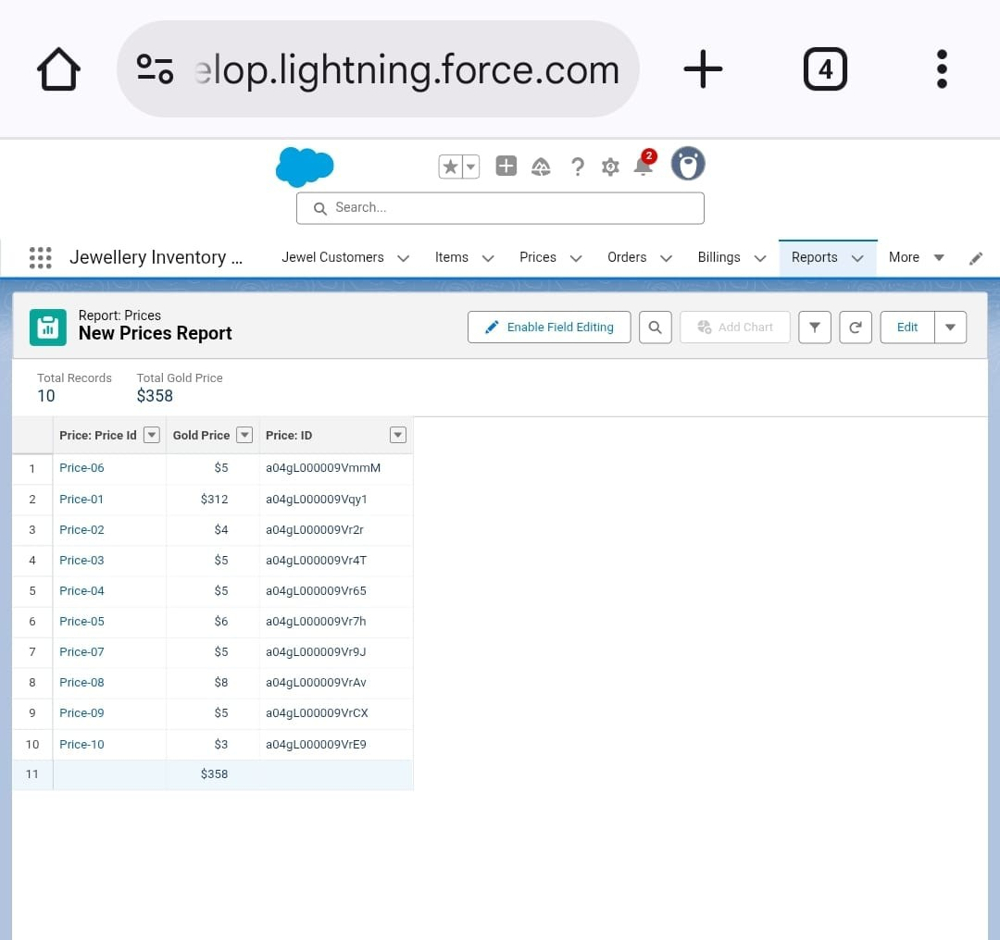 elop.lightning.force.com
4
2
Search...
Jewellery Inventory ... Jewel Customers Items Prices Orders Billings Reports More
Report: Prices
New Prices Report
Enable Field Editing Add Chart Edit
Total Records Total Gold Price
10 $358
Price: Price Id Gold Price Price: ID
1 Price-06 $5 a04gL000009VmmM
2 Price-01 $312 a04gL000009Vqy1
3 Price-02 $4 a04gL000009Vr2r
4 Price-03 $5 a04gL000009Vr4T
5 Price-04 $5 a04gL000009Vr65
6 Price-05 $6 a04gL000009Vr7h
7 Price-07 $5 a04gL000009Vr9J
8 Price-08 $8 a04gL000009VrAv
9 Price-09 $5 a04gL000009VrCX
10 Price-10 $3 a04gL000009VrE9
11 $358